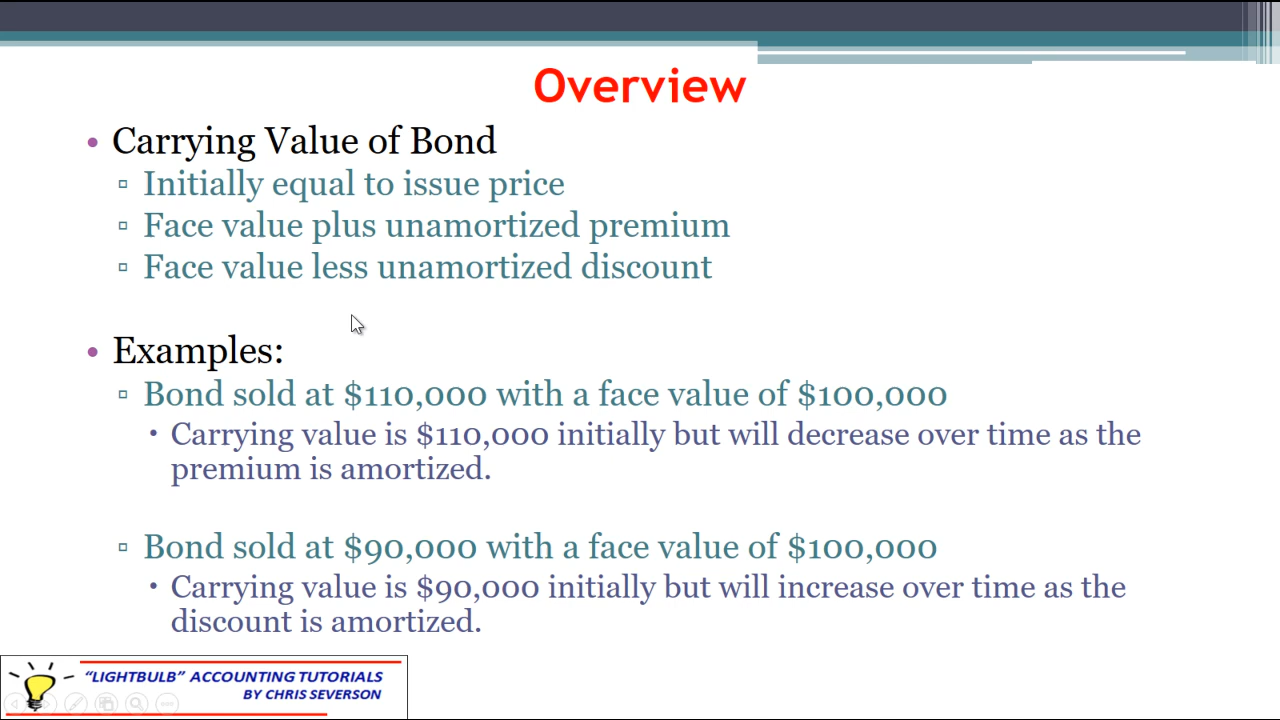 Overview
• Carrying Value of Bond
▫ Initially equal to issue price
▫ Face value plus unamortized premium
▫ Face value less unamortized discount
• Examples:
▫ Bond sold at $110,000 with a face value of $100,000
• Carrying value is $110,000 initially but will decrease over time as the
premium is amortized.
▫ Bond sold at $90,000 with a face value of $100,000
• Carrying value is $90,000 initially but will increase over time as the
discount is amortized.
“LIGHTBULB” ACCOUNTING TUTORIALS
BY CHRIS SEVERSON